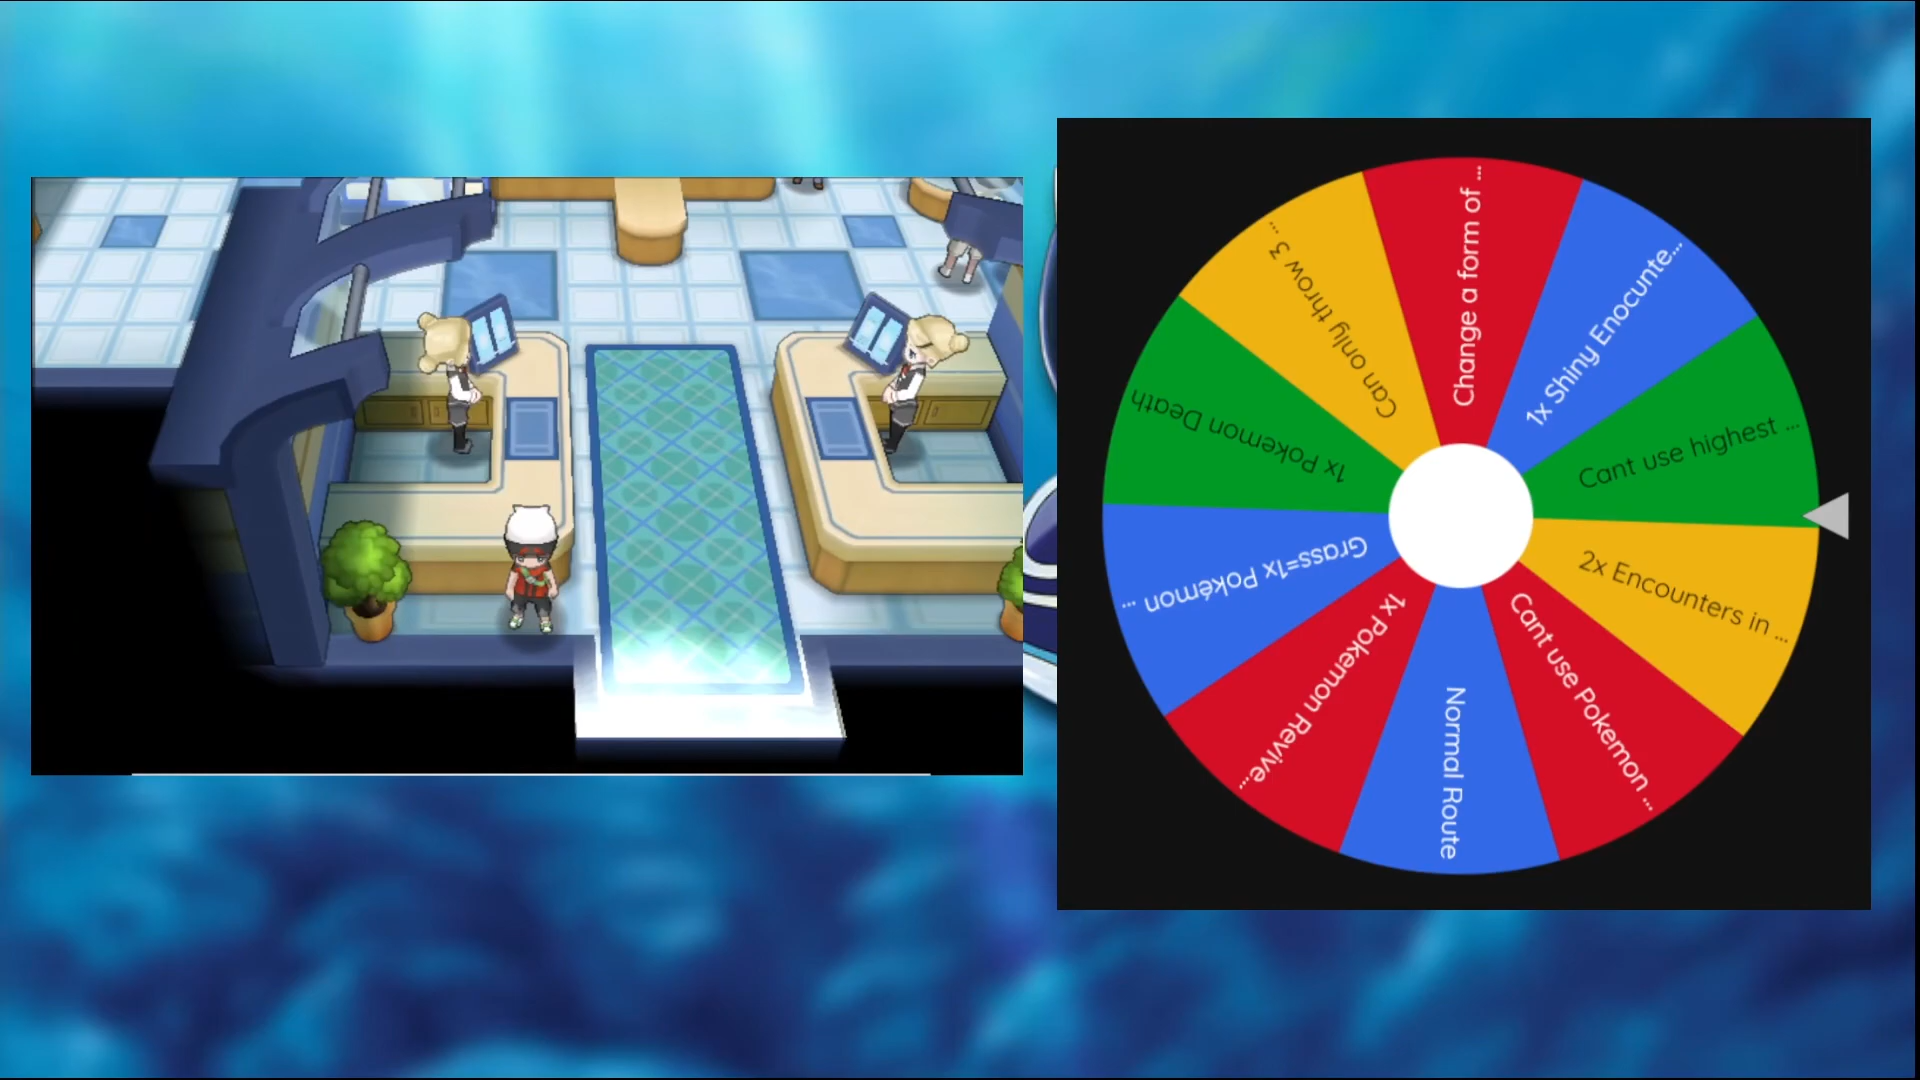 Change a form of ...
1x Shiny Enocunte...
Cant use highest ...
2x Encounters in ...
Cant use Pokemon ...
Normal Route
1x Pokemon Revive...
Grass=1x Pokémon ...
1x Pokemon Death
Can only throw 3 ...